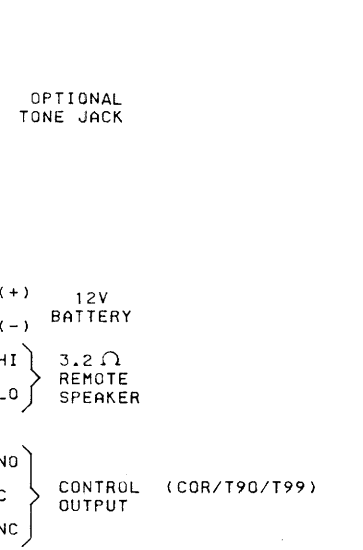 OPTIONAL
TONE JACK
(+)
12V
BATTERY
(-)
HI
3.2 Ω
REMOTE
SPEAKER
LO
NO
C
CONTROL (COR/T90/T99)
OUTPUT
NC